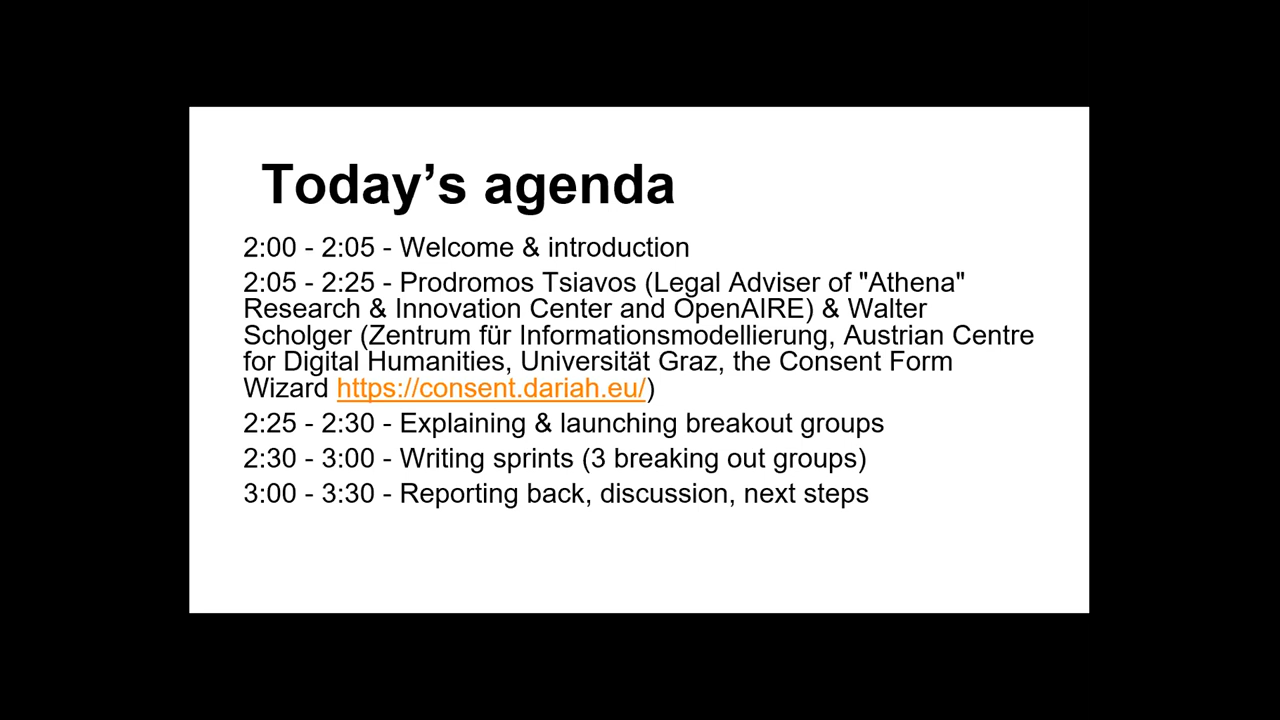 Today’s agenda
2:00 - 2:05 - Welcome & introduction
2:05 - 2:25 - Prodromos Tsiavos (Legal Adviser of "Athena"
Research & Innovation Center and OpenAIRE) & Walter
Scholger (Zentrum für Informationsmodellierung, Austrian Centre
for Digital Humanities, Universität Graz, the Consent Form
Wizard https://consent.dariah.eu/)
2:25 - 2:30 - Explaining & launching breakout groups
2:30 - 3:00 - Writing sprints (3 breaking out groups)
3:00 - 3:30 - Reporting back, discussion, next steps